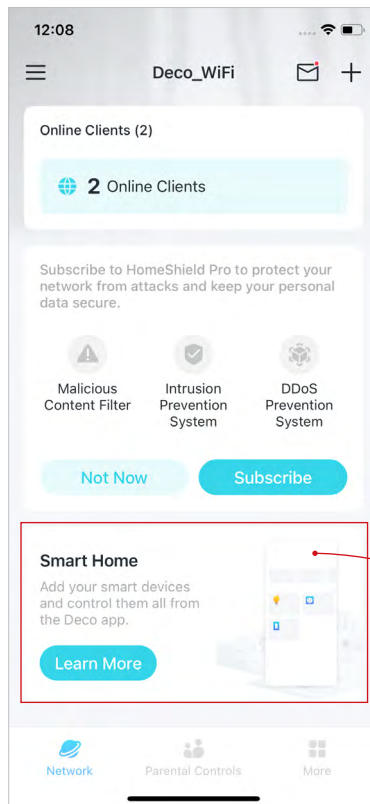 12:08
Deco_WiFi
Online Clients (2)
2 Online Clients
Subscribe to HomeShield Pro to protect your
network from attacks and keep your personal
data secure.
Malicious
Content Filter
Intrusion
Prevention
System
DDoS
Prevention
System
Not Now
Subscribe
Smart Home
Add your smart devices
and control them all from
the Deco app.
Learn More
Network
Parental Controls
More